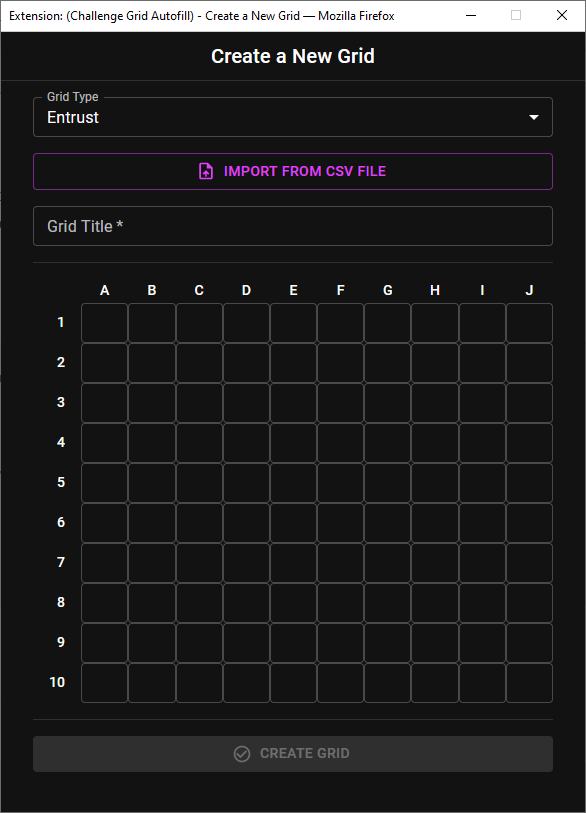 Extension: (Challenge Grid Autofill) - Create a New Grid — Mozilla Firefox
Create a New Grid
Grid Type
Entrust
IMPORT FROM CSV FILE
Grid Title *
A B C D E F G H I J
1
2
3
4
5
6
7
8
9
10
CREATE GRID